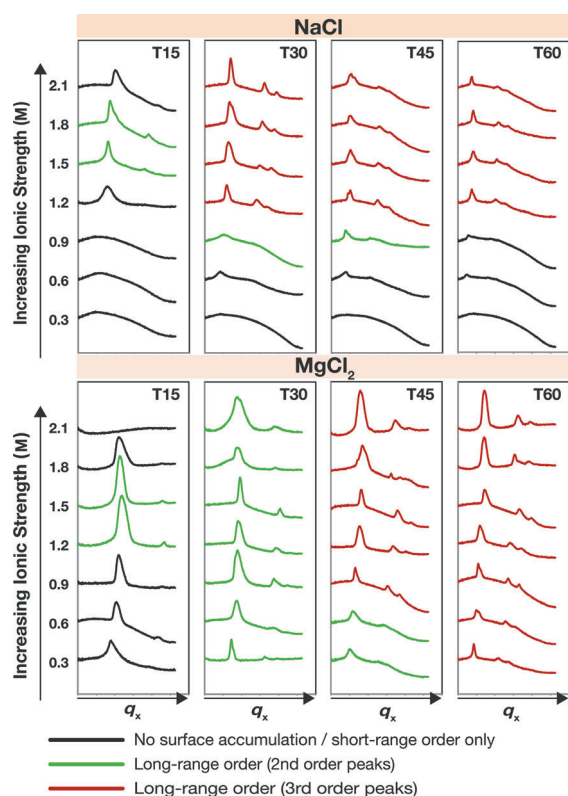 NaCl
T15 T30 T45 T60
Increasing Ionic Strength (M)
2.1
1.8
1.5
1.2
0.9
0.6
0.3
MgCl₂
T15 T30 T45 T60
Increasing Ionic Strength (M)
2.1
1.8
1.5
1.2
0.9
0.6
0.3
qₓ qₓ qₓ qₓ
No surface accumulation / short-range order only
Long-range order (2nd order peaks)
Long-range order (3rd order peaks)